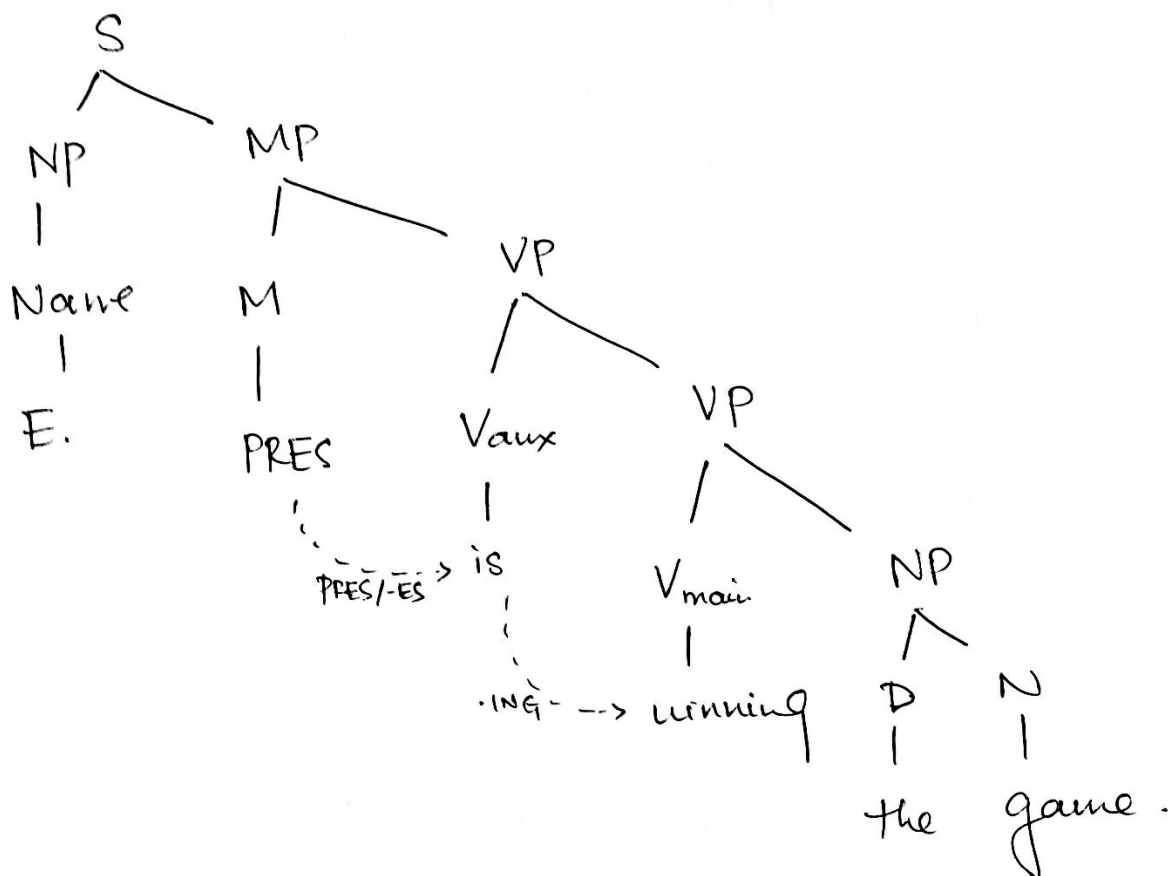 S
NP MP
Name M VP
E. PRES Vaux VP
PRES/-ES is Vmain NP
-ING- winning D N
the game.